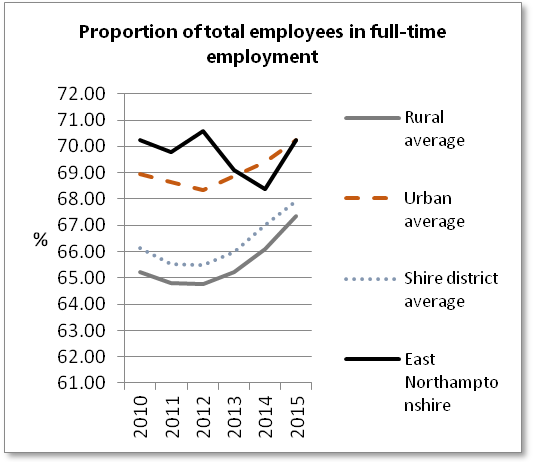 Proportion of total employees in full-time
employment
72.00
71.00
70.00
69.00
68.00
67.00
66.00
65.00
64.00
63.00
62.00
61.00
%
2010
2011
2012
2013
2014
2015
Rural
average
Urban
average
Shire district
average
East
Northampto
nshire